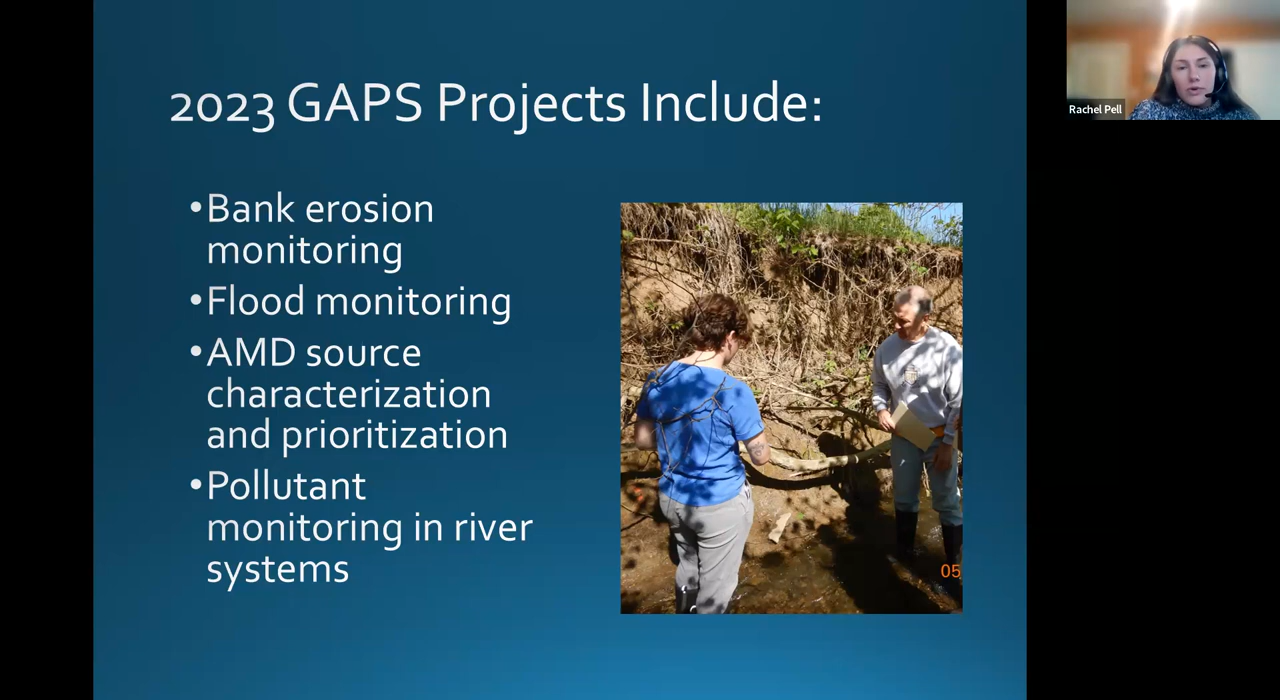 2023 GAPS Projects Include:
•Bank erosion
monitoring
•Flood monitoring
•AMD source
characterization
and prioritization
•Pollutant
monitoring in river
systems
05
Rachel Pell